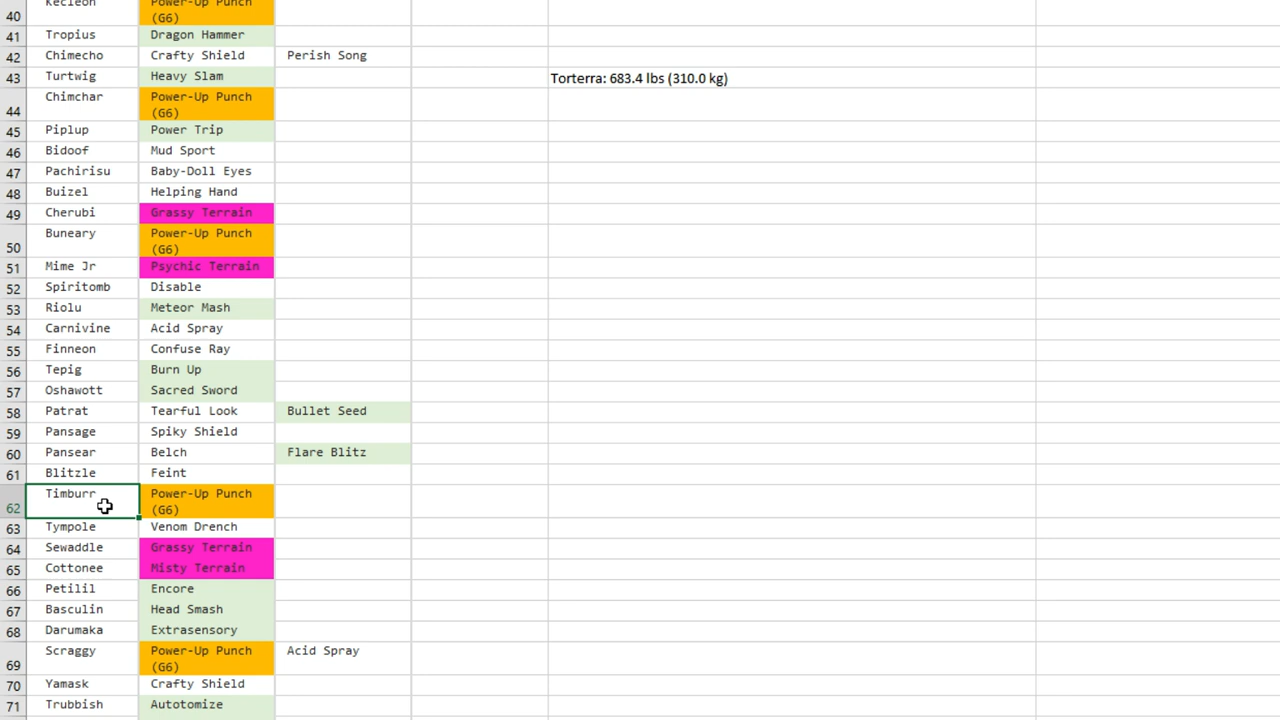 Kecleon Power-Up Punch
40 (G6)
41 Tropius Dragon Hammer
42 Chimecho Crafty Shield Perish Song
43 Turtwig Heavy Slam Torterra: 683.4 lbs (310.0 kg)
Chimchar Power-Up Punch
44 (G6)
45 Piplup Power Trip
46 Bidoof Mud Sport
47 Pachirisu Baby-Doll Eyes
48 Buizel Helping Hand
49 Cherubi Grassy Terrain
Buneary Power-Up Punch
50 (G6)
51 Mime Jr Psychic Terrain
52 Spiritomb Disable
53 Riolu Meteor Mash
54 Carnivine Acid Spray
55 Finneon Confuse Ray
56 Tepig Burn Up
57 Oshawott Sacred Sword
58 Patrat Tearful Look Bullet Seed
59 Pansage Spiky Shield
60 Pansear Belch Flare Blitz
61 Blitzle Feint
Timburr Power-Up Punch
62 (G6)
63 Tympole Venom Drench
64 Sewaddle Grassy Terrain
65 Cottonee Misty Terrain
66 Petilil Encore
67 Basculin Head Smash
68 Darumaka Extrasensory
Scraggy Power-Up Punch Acid Spray
69 (G6)
70 Yamask Crafty Shield
71 Trubbish Autotomize